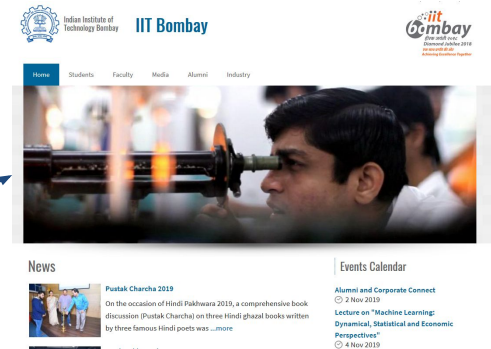 Indian Institute of
Technology Bombay
IIT Bombay
iit
bombay
Diamond Jubilee 2018
Achieving Excellence Together
Home Students Faculty Media Alumni Industry
News
Pustak Charcha 2019
On the occasion of Hindi Pakhwara 2019, a comprehensive book
discussion (Pustak Charcha) on three Hindi ghazal books written
by three famous Hindi poets was ...more
Events Calendar
Alumni and Corporate Connect
2 Nov 2019
Lecture on "Machine Learning:
Dynamical, Statistical and Economic
Perspectives"
4 Nov 2019